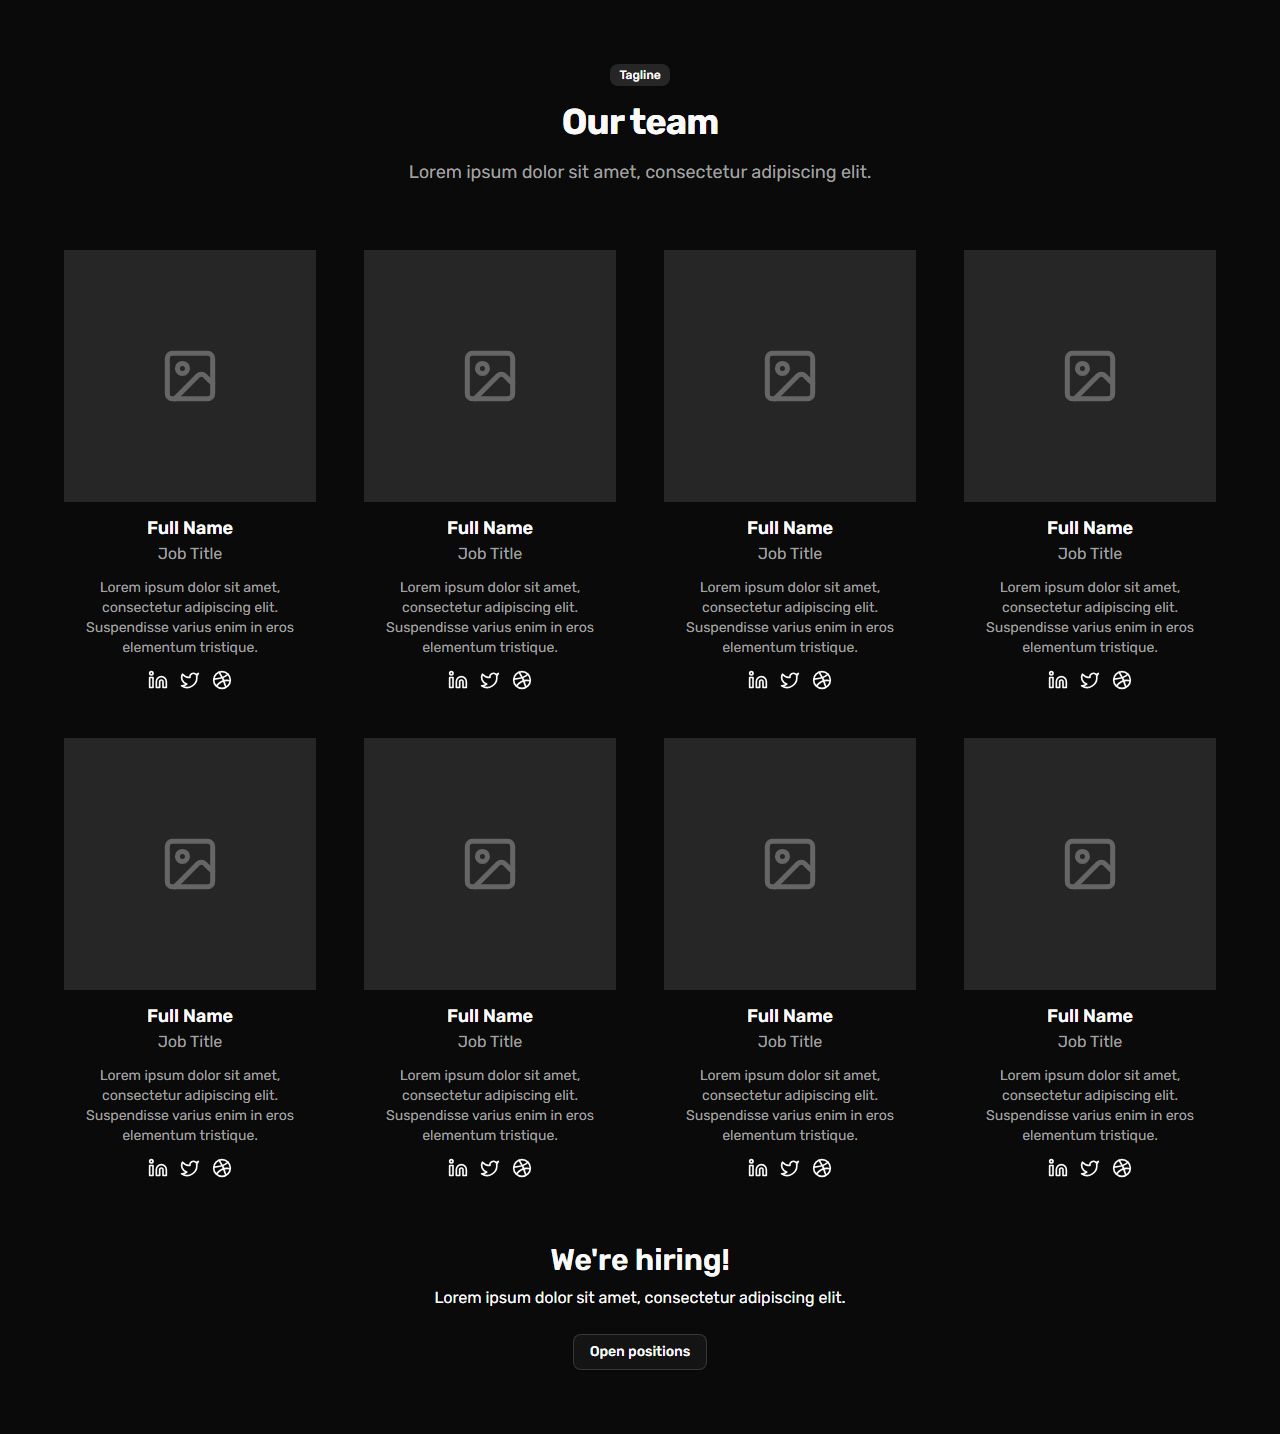 Tagline
Our team
Lorem ipsum dolor sit amet, consectetur adipiscing elit.
Full Name
Job Title
Lorem ipsum dolor sit amet,
consectetur adipiscing elit.
Suspendisse varius enim in eros
elementum tristique.
Full Name
Job Title
Lorem ipsum dolor sit amet,
consectetur adipiscing elit.
Suspendisse varius enim in eros
elementum tristique.
Full Name
Job Title
Lorem ipsum dolor sit amet,
consectetur adipiscing elit.
Suspendisse varius enim in eros
elementum tristique.
Full Name
Job Title
Lorem ipsum dolor sit amet,
consectetur adipiscing elit.
Suspendisse varius enim in eros
elementum tristique.
Full Name
Job Title
Lorem ipsum dolor sit amet,
consectetur adipiscing elit.
Suspendisse varius enim in eros
elementum tristique.
Full Name
Job Title
Lorem ipsum dolor sit amet,
consectetur adipiscing elit.
Suspendisse varius enim in eros
elementum tristique.
Full Name
Job Title
Lorem ipsum dolor sit amet,
consectetur adipiscing elit.
Suspendisse varius enim in eros
elementum tristique.
Full Name
Job Title
Lorem ipsum dolor sit amet,
consectetur adipiscing elit.
Suspendisse varius enim in eros
elementum tristique.
We're hiring!
Lorem ipsum dolor sit amet, consectetur adipiscing elit.
Open positions